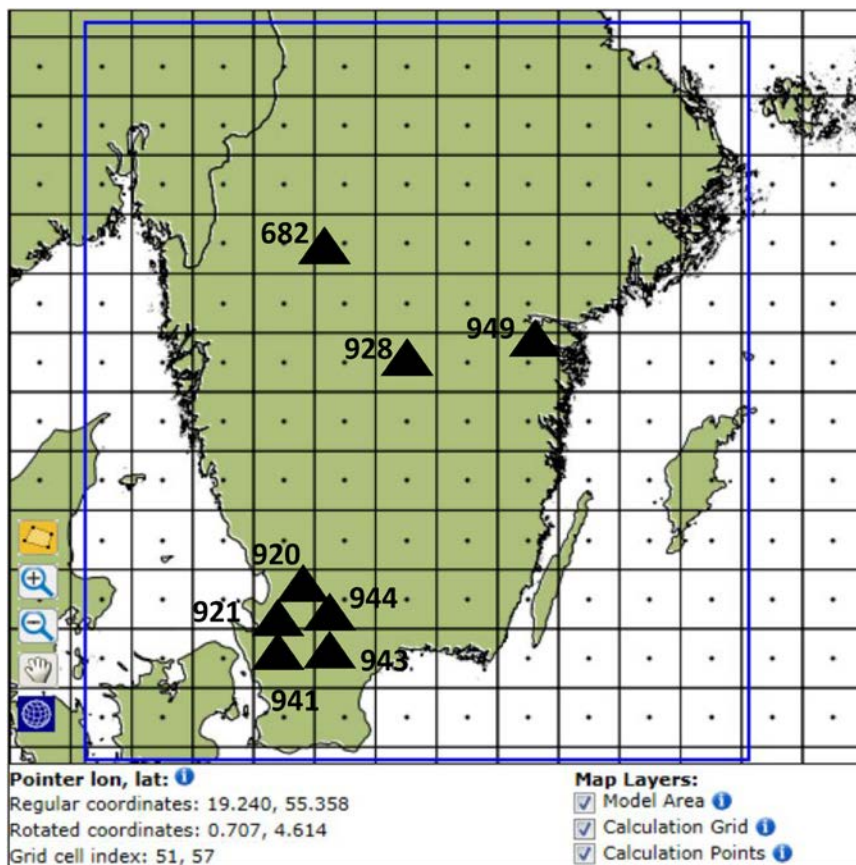 682
949
928
920
944
921
943
941
Pointer lon, lat:
Regular coordinates: 19.240, 55.358
Rotated coordinates: 0.707, 4.614
Grid cell index: 51, 57
Map Layers:
Model Area
Calculation Grid
Calculation Points